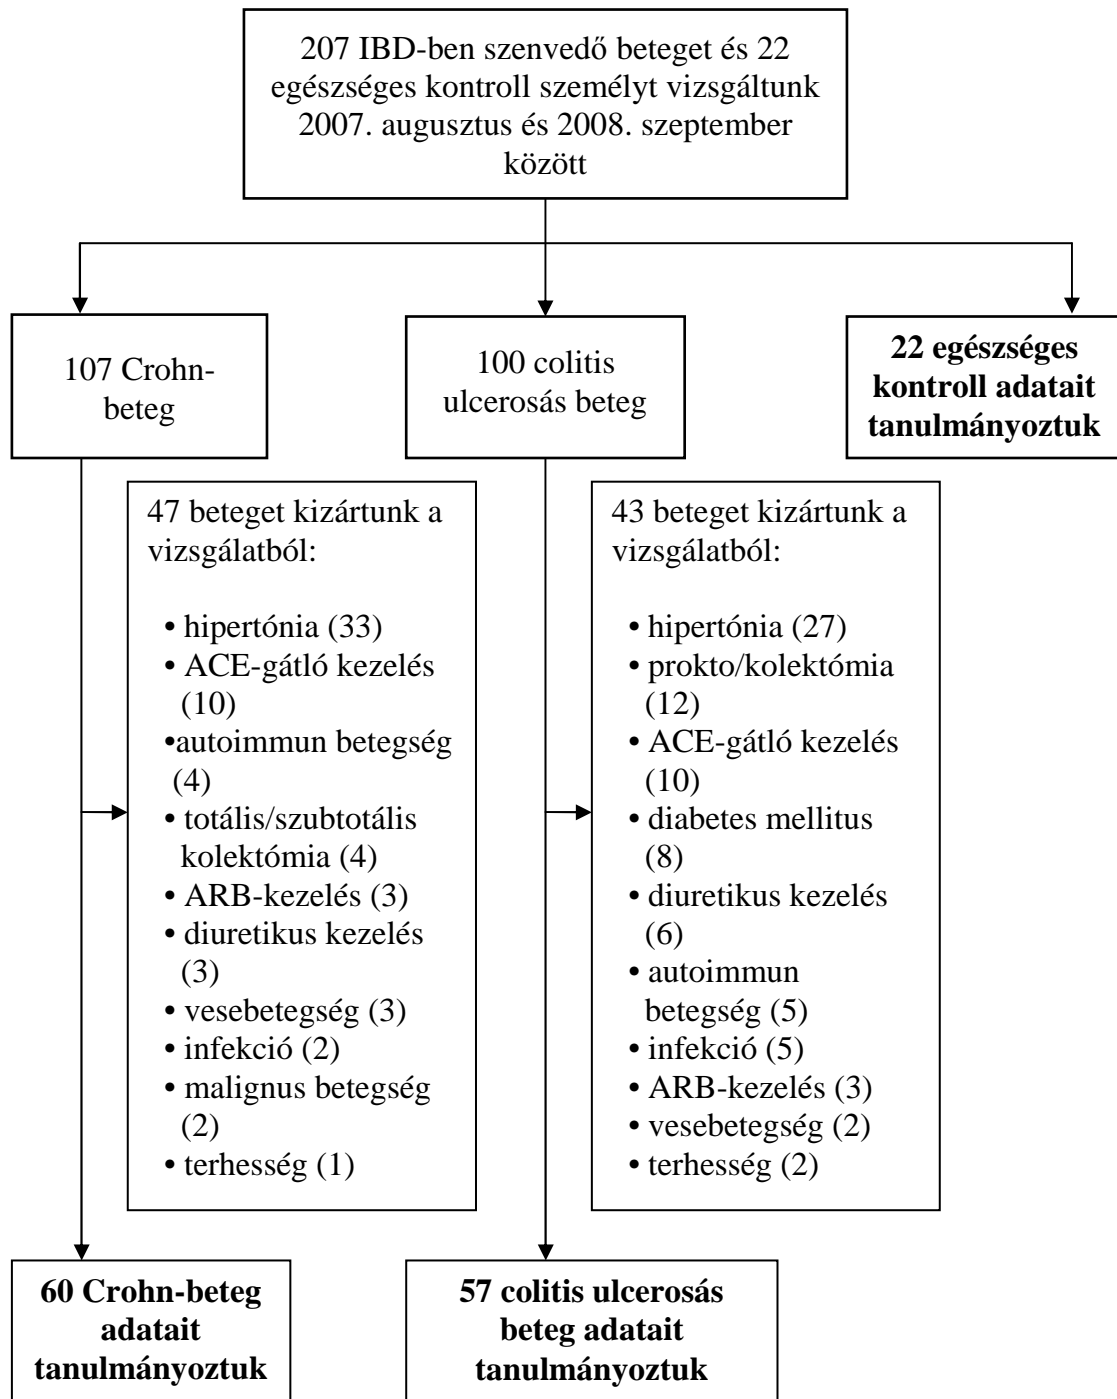 207 IBD-ben szenvedő beteget és 22
egészséges kontroll személyt vizsgáltunk
2007. augusztus és 2008. szeptember
között
107 Crohn-
beteg
100 colitis
ulcerosás beteg
22 egészséges
kontroll adatait
tanulmányoztuk
47 beteget kizártunk a
vizsgálatból:
• hipertónia (33)
• ACE-gátló kezelés
(10)
•autoimmun betegség
(4)
• totális/szubtotális
kolektómia (4)
• ARB-kezelés (3)
• diuretikus kezelés
(3)
• vesebetegség (3)
• infekció (2)
• malignus betegség
(2)
• terhesség (1)
43 beteget kizártunk a
vizsgálatból:
• hipertónia (27)
• prokto/kolektómia
(12)
• ACE-gátló kezelés
(10)
• diabetes mellitus
(8)
• diuretikus kezelés
(6)
• autoimmun
betegség (5)
• infekció (5)
• ARB-kezelés (3)
• vesebetegség (2)
• terhesség (2)
60 Crohn-beteg
adatait
tanulmányoztuk
57 colitis ulcerosás
beteg adatait
tanulmányoztuk